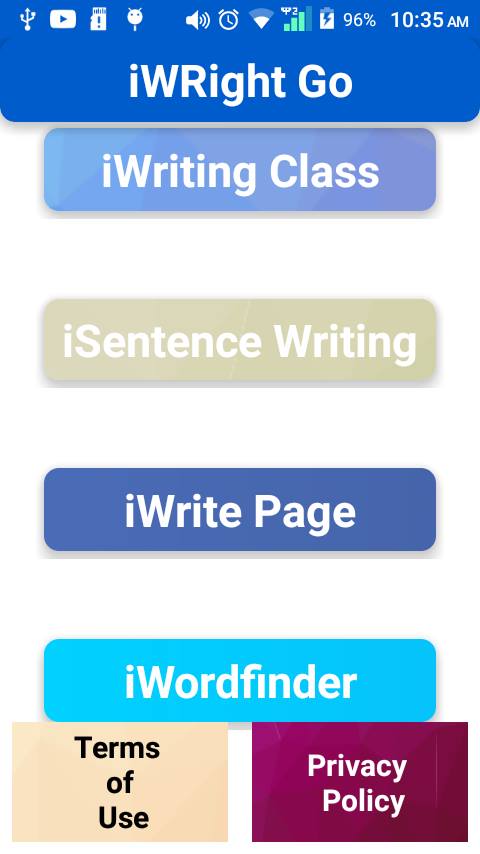 96% 10:35 AM
iWRight Go
iWriting Class
iSentence Writing
iWrite Page
iWordfinder
Terms
of
Use
Privacy
Policy